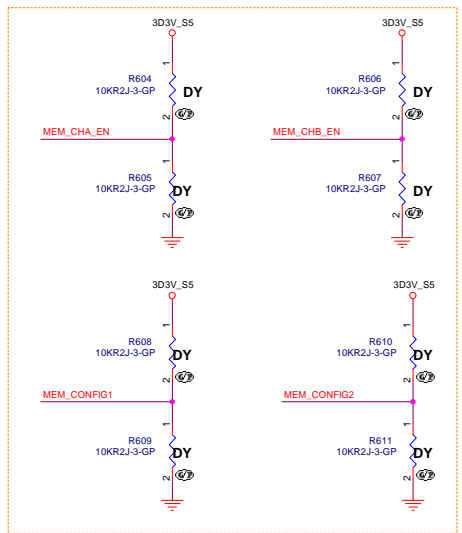 3D3V_S5
3D3V_S5
1
1
R604
10KR2J-3-GP
DY
R606
10KR2J-3-GP
DY
2
2
MEM_CHA_EN
MEM_CHB_EN
1
1
R605
10KR2J-3-GP
DY
R607
10KR2J-3-GP
DY
2
2
3D3V_S5
3D3V_S5
1
1
R608
10KR2J-3-GP
DY
R610
10KR2J-3-GP
DY
2
2
MEM_CONFIG1
MEM_CONFIG2
1
1
R609
10KR2J-3-GP
DY
R611
10KR2J-3-GP
DY
2
2